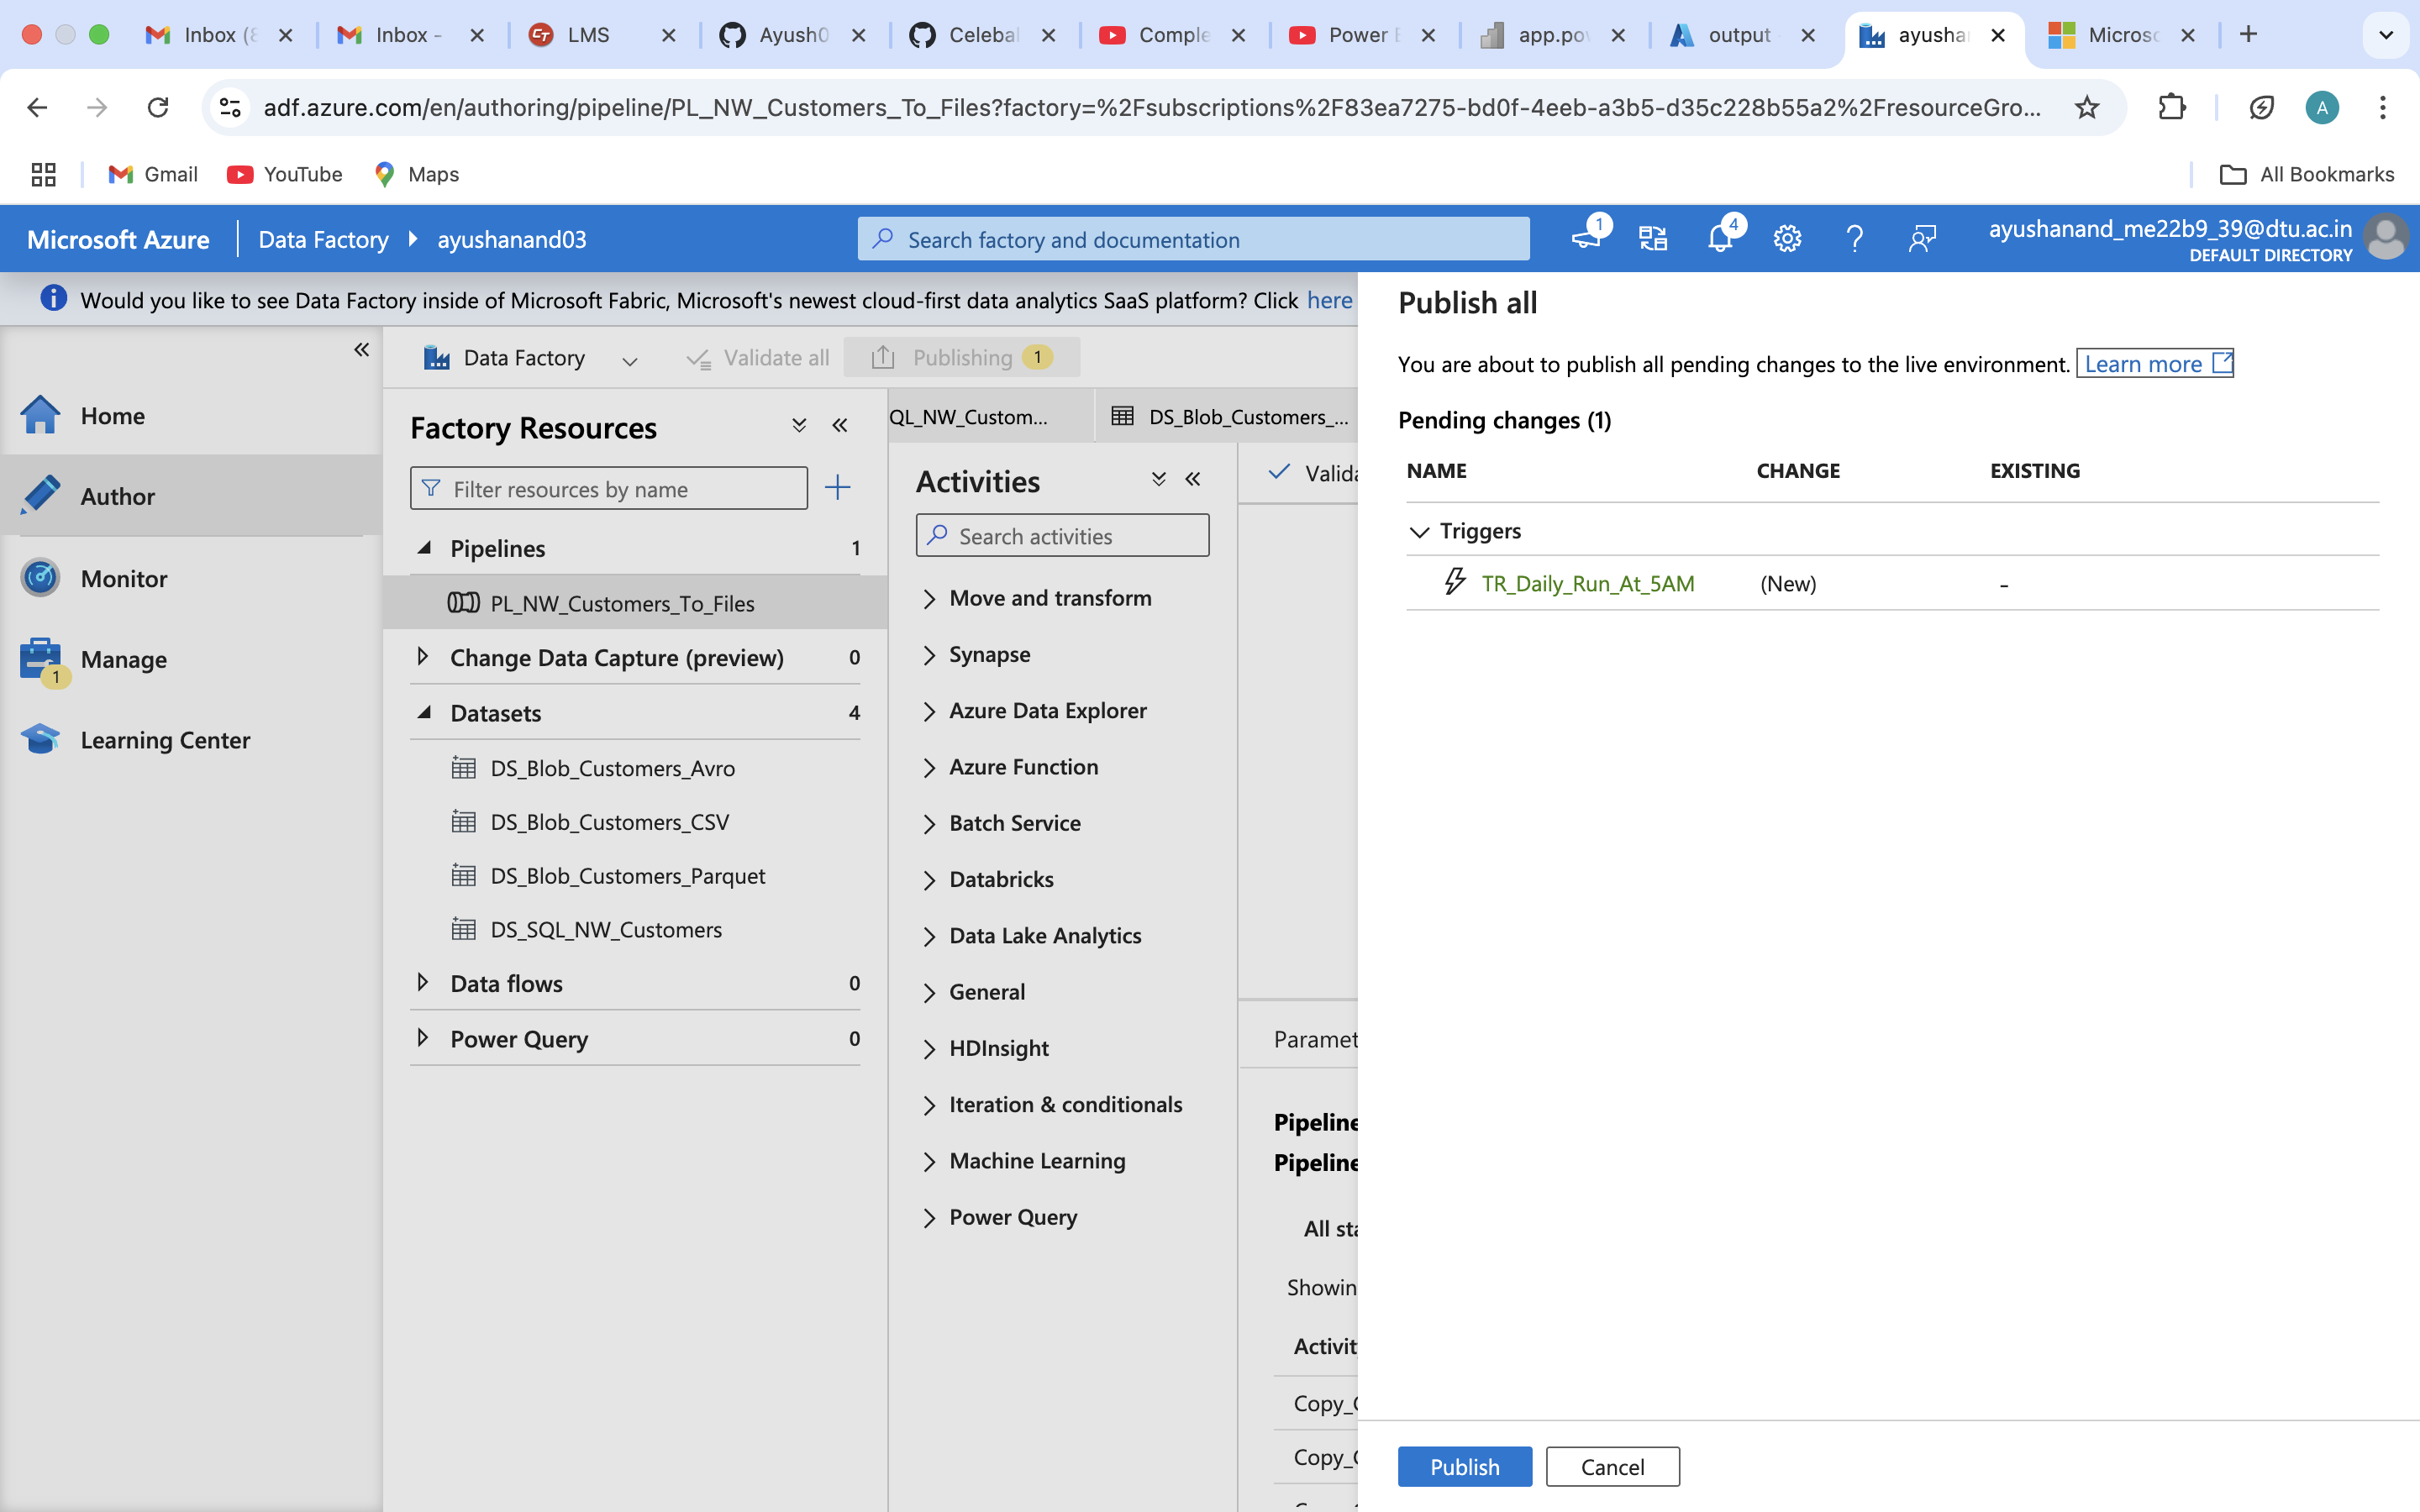 Inbox (8
Inbox -
LMS
Ayush0
Celebal
Comple
Power B
app.pow
output -
ayushan
Microso
adf.azure.com/en/authoring/pipeline/PL_NW_Customers_To_Files?factory=%2Fsubscriptions%2F83ea7275-bd0f-4eeb-a3b5-d35c228b55a2%2FresourceGro...
A
Gmail
YouTube
Maps
All Bookmarks
Microsoft Azure
Data Factory
ayushanand03
Search factory and documentation
1
4
ayushanand_me22b9_39@dtu.ac.in
DEFAULT DIRECTORY
Would you like to see Data Factory inside of Microsoft Fabric, Microsoft's newest cloud-first data analytics SaaS platform? Click here
Home
Author
Monitor
Manage
1
Learning Center
Data Factory
Validate all
Publishing 1
Factory Resources
Filter resources by name
Pipelines 1
PL_NW_Customers_To_Files
Change Data Capture (preview) 0
Datasets 4
DS_Blob_Customers_Avro
DS_Blob_Customers_CSV
DS_Blob_Customers_Parquet
DS_SQL_NW_Customers
Data flows 0
Power Query 0
QL_NW_Custom...
DS_Blob_Customers_...
Activities
Search activities
Move and transform
Synapse
Azure Data Explorer
Azure Function
Batch Service
Databricks
Data Lake Analytics
General
HDInsight
Iteration & conditionals
Machine Learning
Power Query
Valida
Paramet
Pipeline
Pipeline
All sta
Showin
Activit
Copy_C
Copy_C
Publish all
You are about to publish all pending changes to the live environment. Learn more
Pending changes (1)
NAME CHANGE EXISTING
Triggers
TR_Daily_Run_At_5AM (New) -
Publish
Cancel